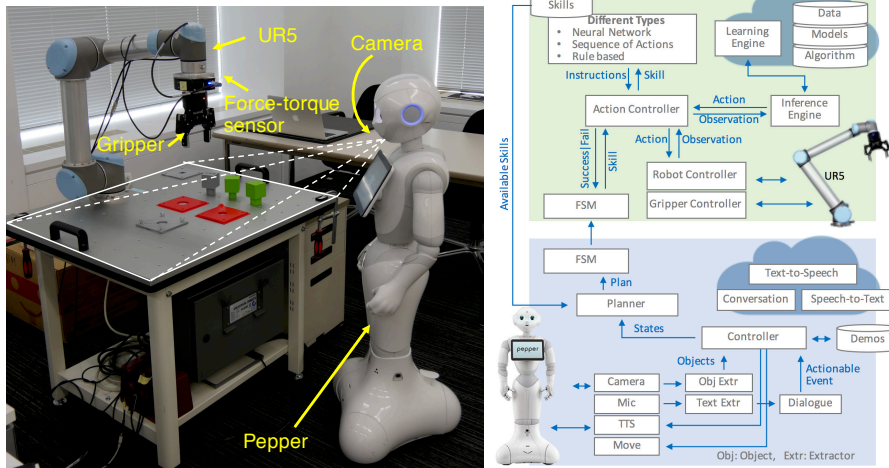 UR5
Camera
Force-torque
sensor
Gripper
Pepper
Skills
Different Types
• Neural Network
• Sequence of Actions
• Rule based
Learning
Engine
Data
Models
Algorithm
Instructions
Skill
Action Controller
Action
Observation
Inference
Engine
Action
Observation
Success|Fail
Skill
Robot Controller
Gripper Controller
UR5
FSM
Available Skills
FSM
Plan
Planner
States
Text-to-Speech
Conversation
Speech-to-Text
Controller
Demos
pepper
Objects
Actionable
Event
Camera
Obj Extr
Mic
Text Extr
Dialogue
TTS
Move
Obj: Object, Extr: Extractor